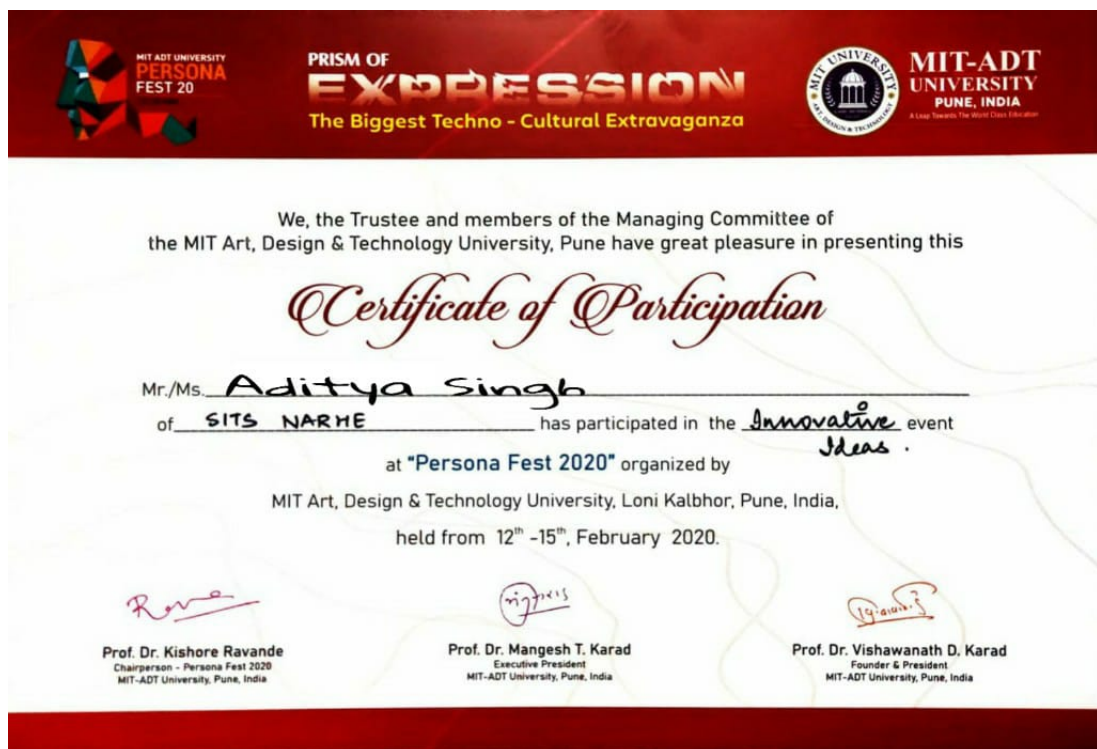 MIT ADT UNIVERSITY
PERSONA
FEST 20
PRISM OF
EXPRESSION
The Biggest Techno - Cultural Extravaganza
MIT UNIVERSITY
ART, DESIGN & TECHNOLOGY
MIT-ADT
UNIVERSITY
PUNE, INDIA
A Leap Towards The World Class Education
We, the Trustee and members of the Managing Committee of
the MIT Art, Design & Technology University, Pune have great pleasure in presenting this
Certificate of Participation
Mr./Ms. Aditya Singh
of SITS NARHE has participated in the Innovative event
Ideas.
at "Persona Fest 2020" organized by
MIT Art, Design & Technology University, Loni Kalbhor, Pune, India,
held from 12th -15th, February 2020.
Prof. Dr. Kishore Ravande
Chairperson - Persona Fest 2020
MIT-ADT University, Pune, India
Prof. Dr. Mangesh T. Karad
Executive President
MIT-ADT University, Pune, India
Prof. Dr. Vishawanath D. Karad
Founder & President
MIT-ADT University, Pune, India